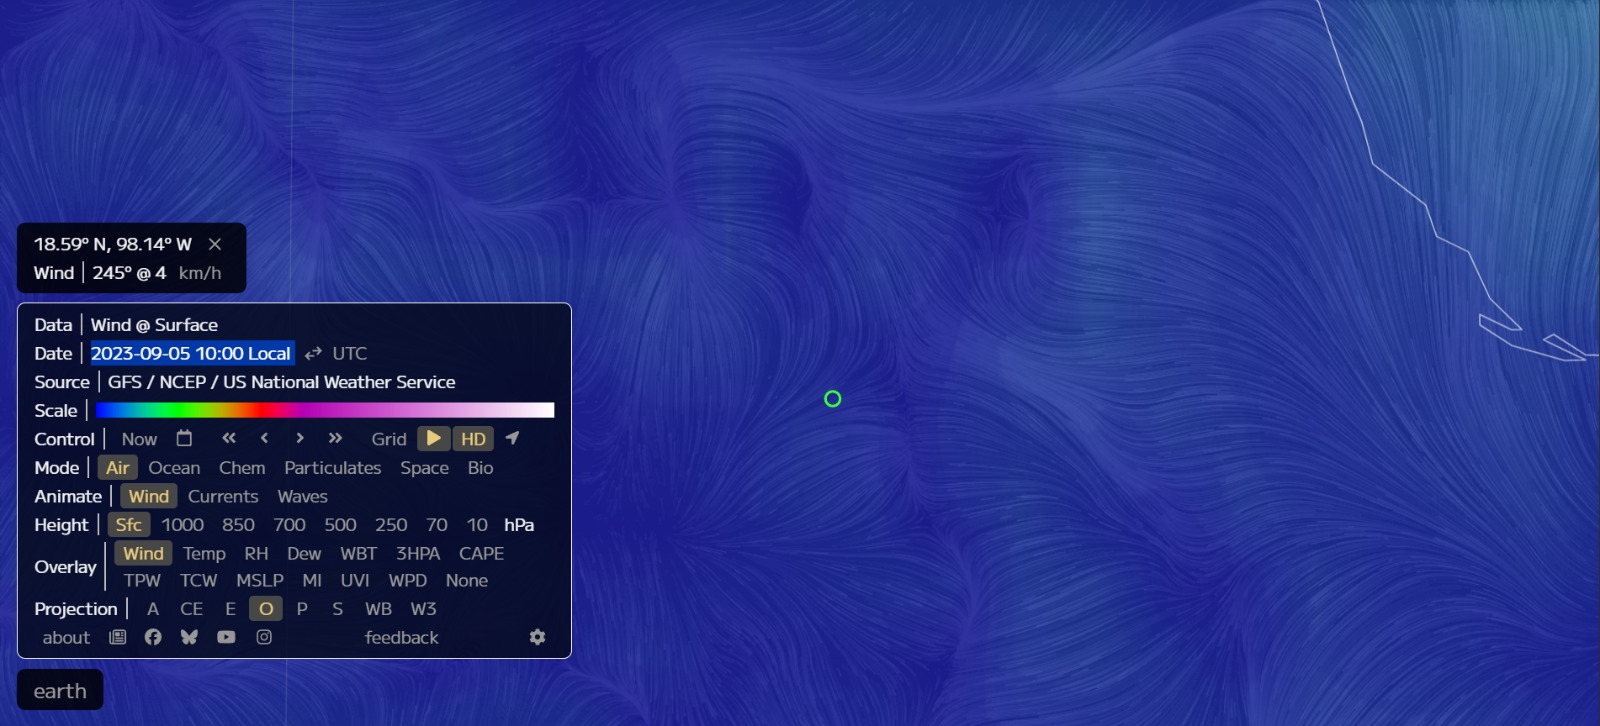 18.59° N, 98.14° W ×
Wind | 245° @ 4 km/h
Data | Wind @ Surface
Date | 2023-09-05 10:00 Local ⇄ UTC
Source | GFS / NCEP / US National Weather Service
Scale |
Control | Now « ‹ › » Grid HD
Mode | Air Ocean Chem Particulates Space Bio
Animate | Wind Currents Waves
Height | Sfc 1000 850 700 500 250 70 10 hPa
Overlay | Wind Temp RH Dew WBT 3HPA CAPE
TPW TCW MSLP MI UVI WPD None
Projection | A CE E O P S WB W3
about feedback
earth